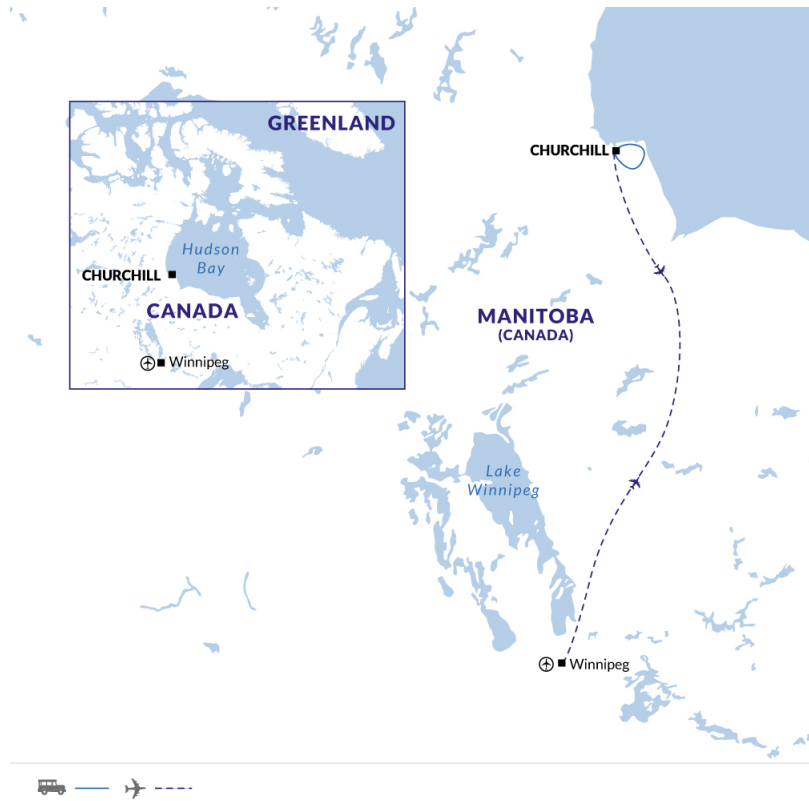 GREENLAND
Hudson
Bay
CHURCHILL
CANADA
Winnipeg
CHURCHILL
MANITOBA
(CANADA)
Lake
Winnipeg
Winnipeg